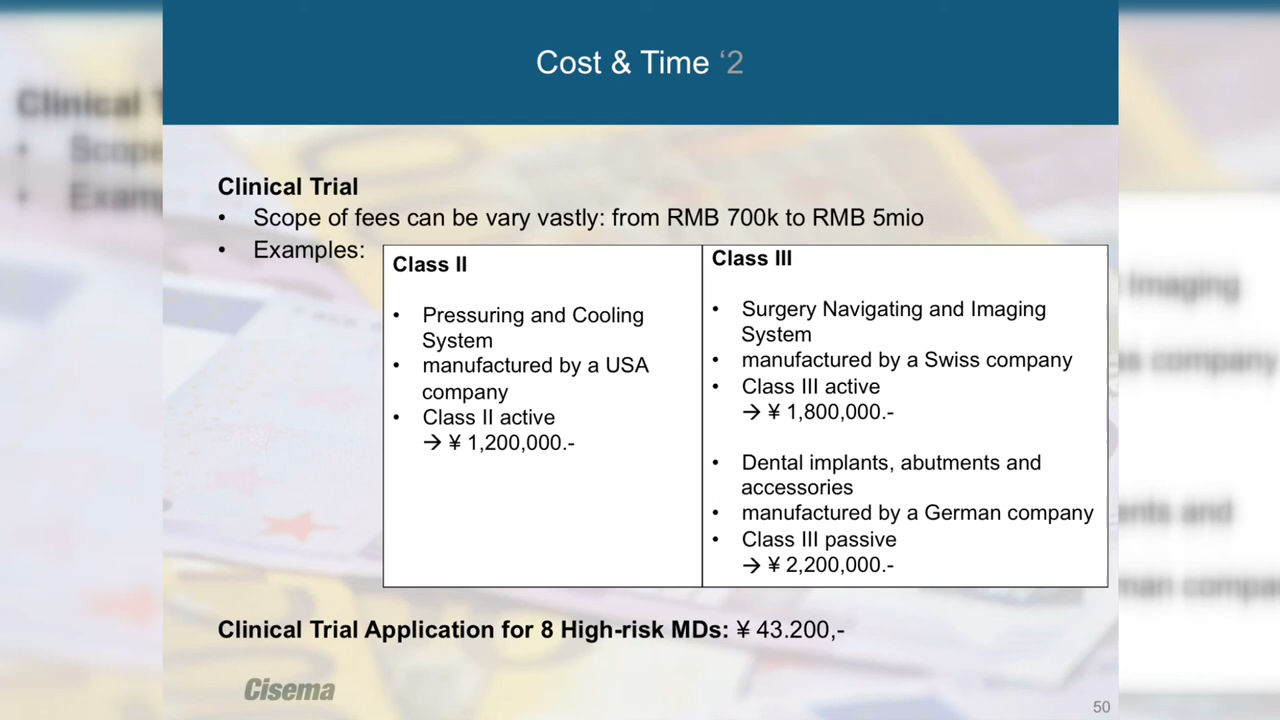 Cost & Time ‘2
Clinical Trial
• Scope of fees can be vary vastly: from RMB 700k to RMB 5mio
• Examples:
Class II
• Pressuring and Cooling
System
• manufactured by a USA
company
• Class II active
→ ¥ 1,200,000.-
Class III
• Surgery Navigating and Imaging
System
• manufactured by a Swiss company
• Class III active
→ ¥ 1,800,000.-
• Dental implants, abutments and
accessories
• manufactured by a German company
• Class III passive
→ ¥ 2,200,000.-
Clinical Trial Application for 8 High-risk MDs: ¥ 43.200,-
Cisema
50